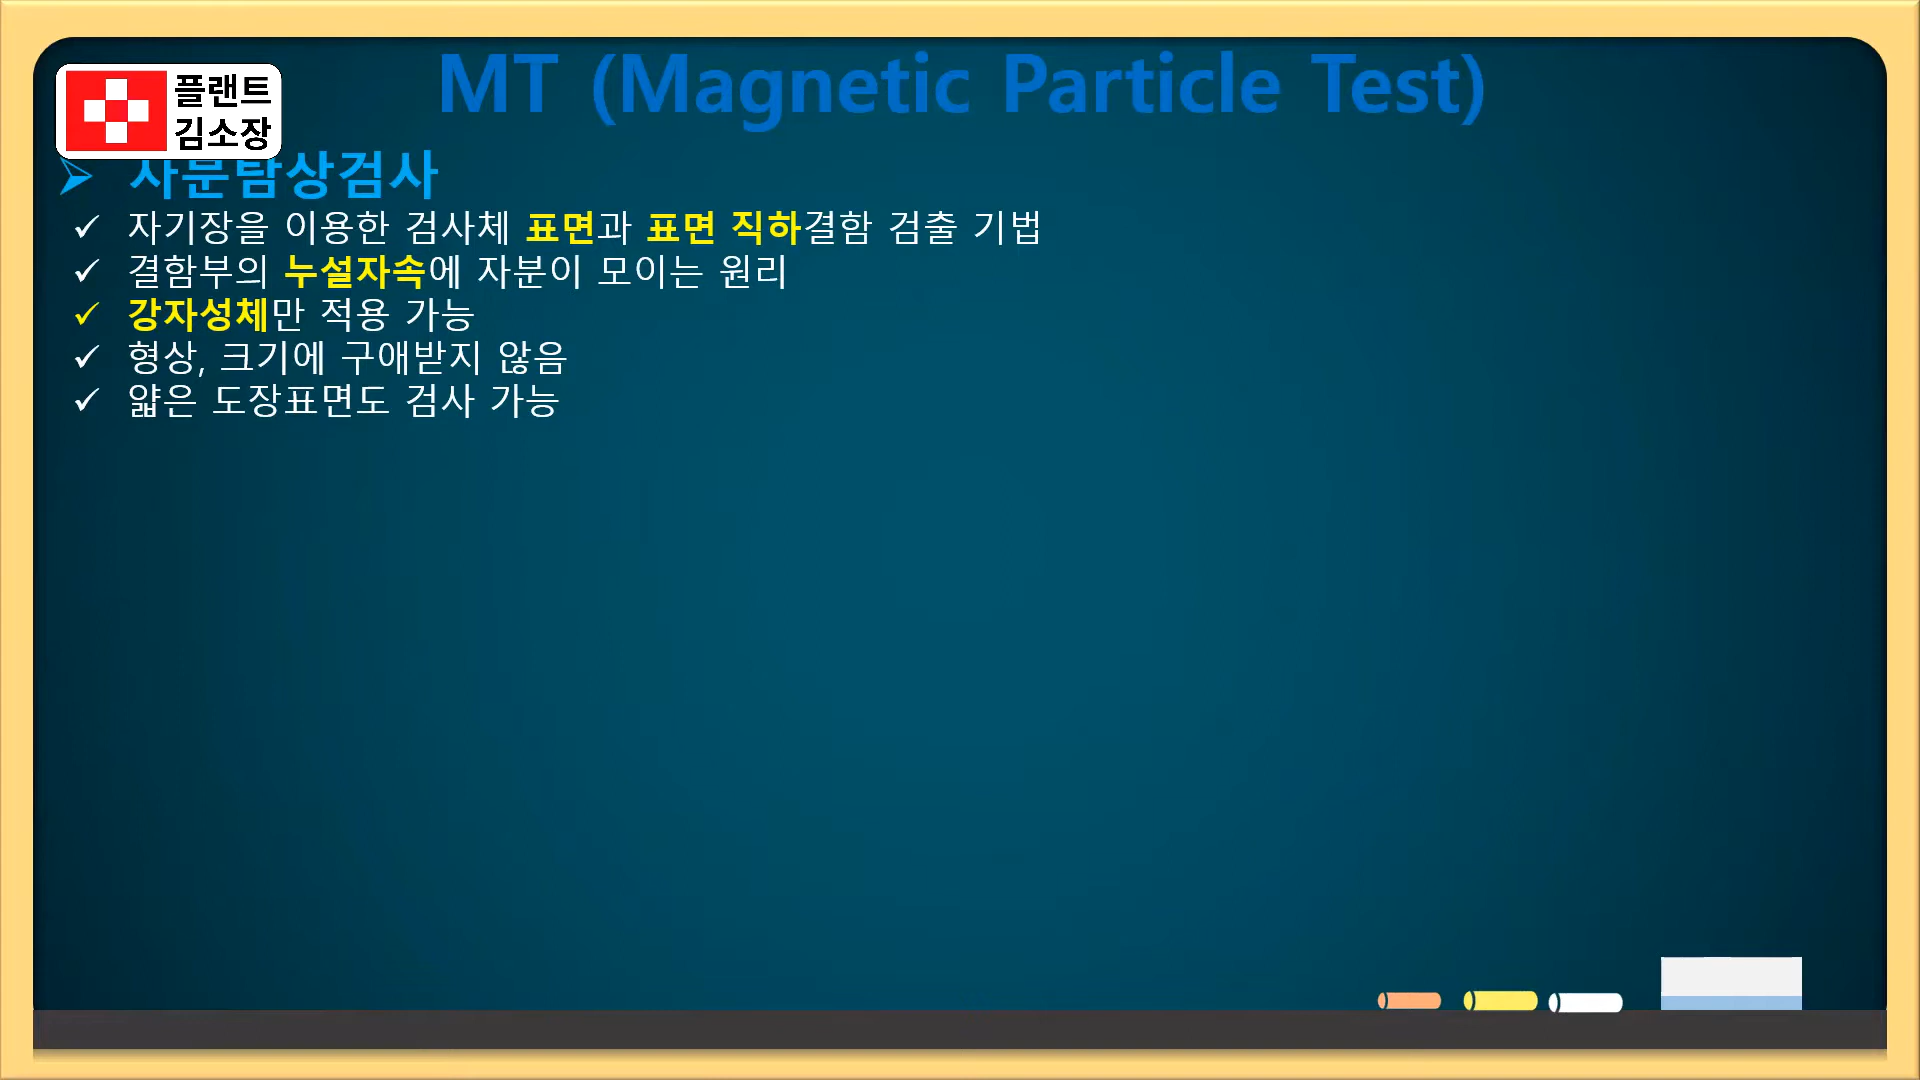 MT (Magnetic Particle Test)
플랜트
김소장
➢ 자분탐상검사
✓ 자기장을 이용한 검사체 표면과 표면 직하결함 검출 기법
✓ 결함부의 누설자속에 자분이 모이는 원리
✓ 강자성체만 적용 가능
✓ 형상, 크기에 구애받지 않음
✓ 얇은 도장표면도 검사 가능